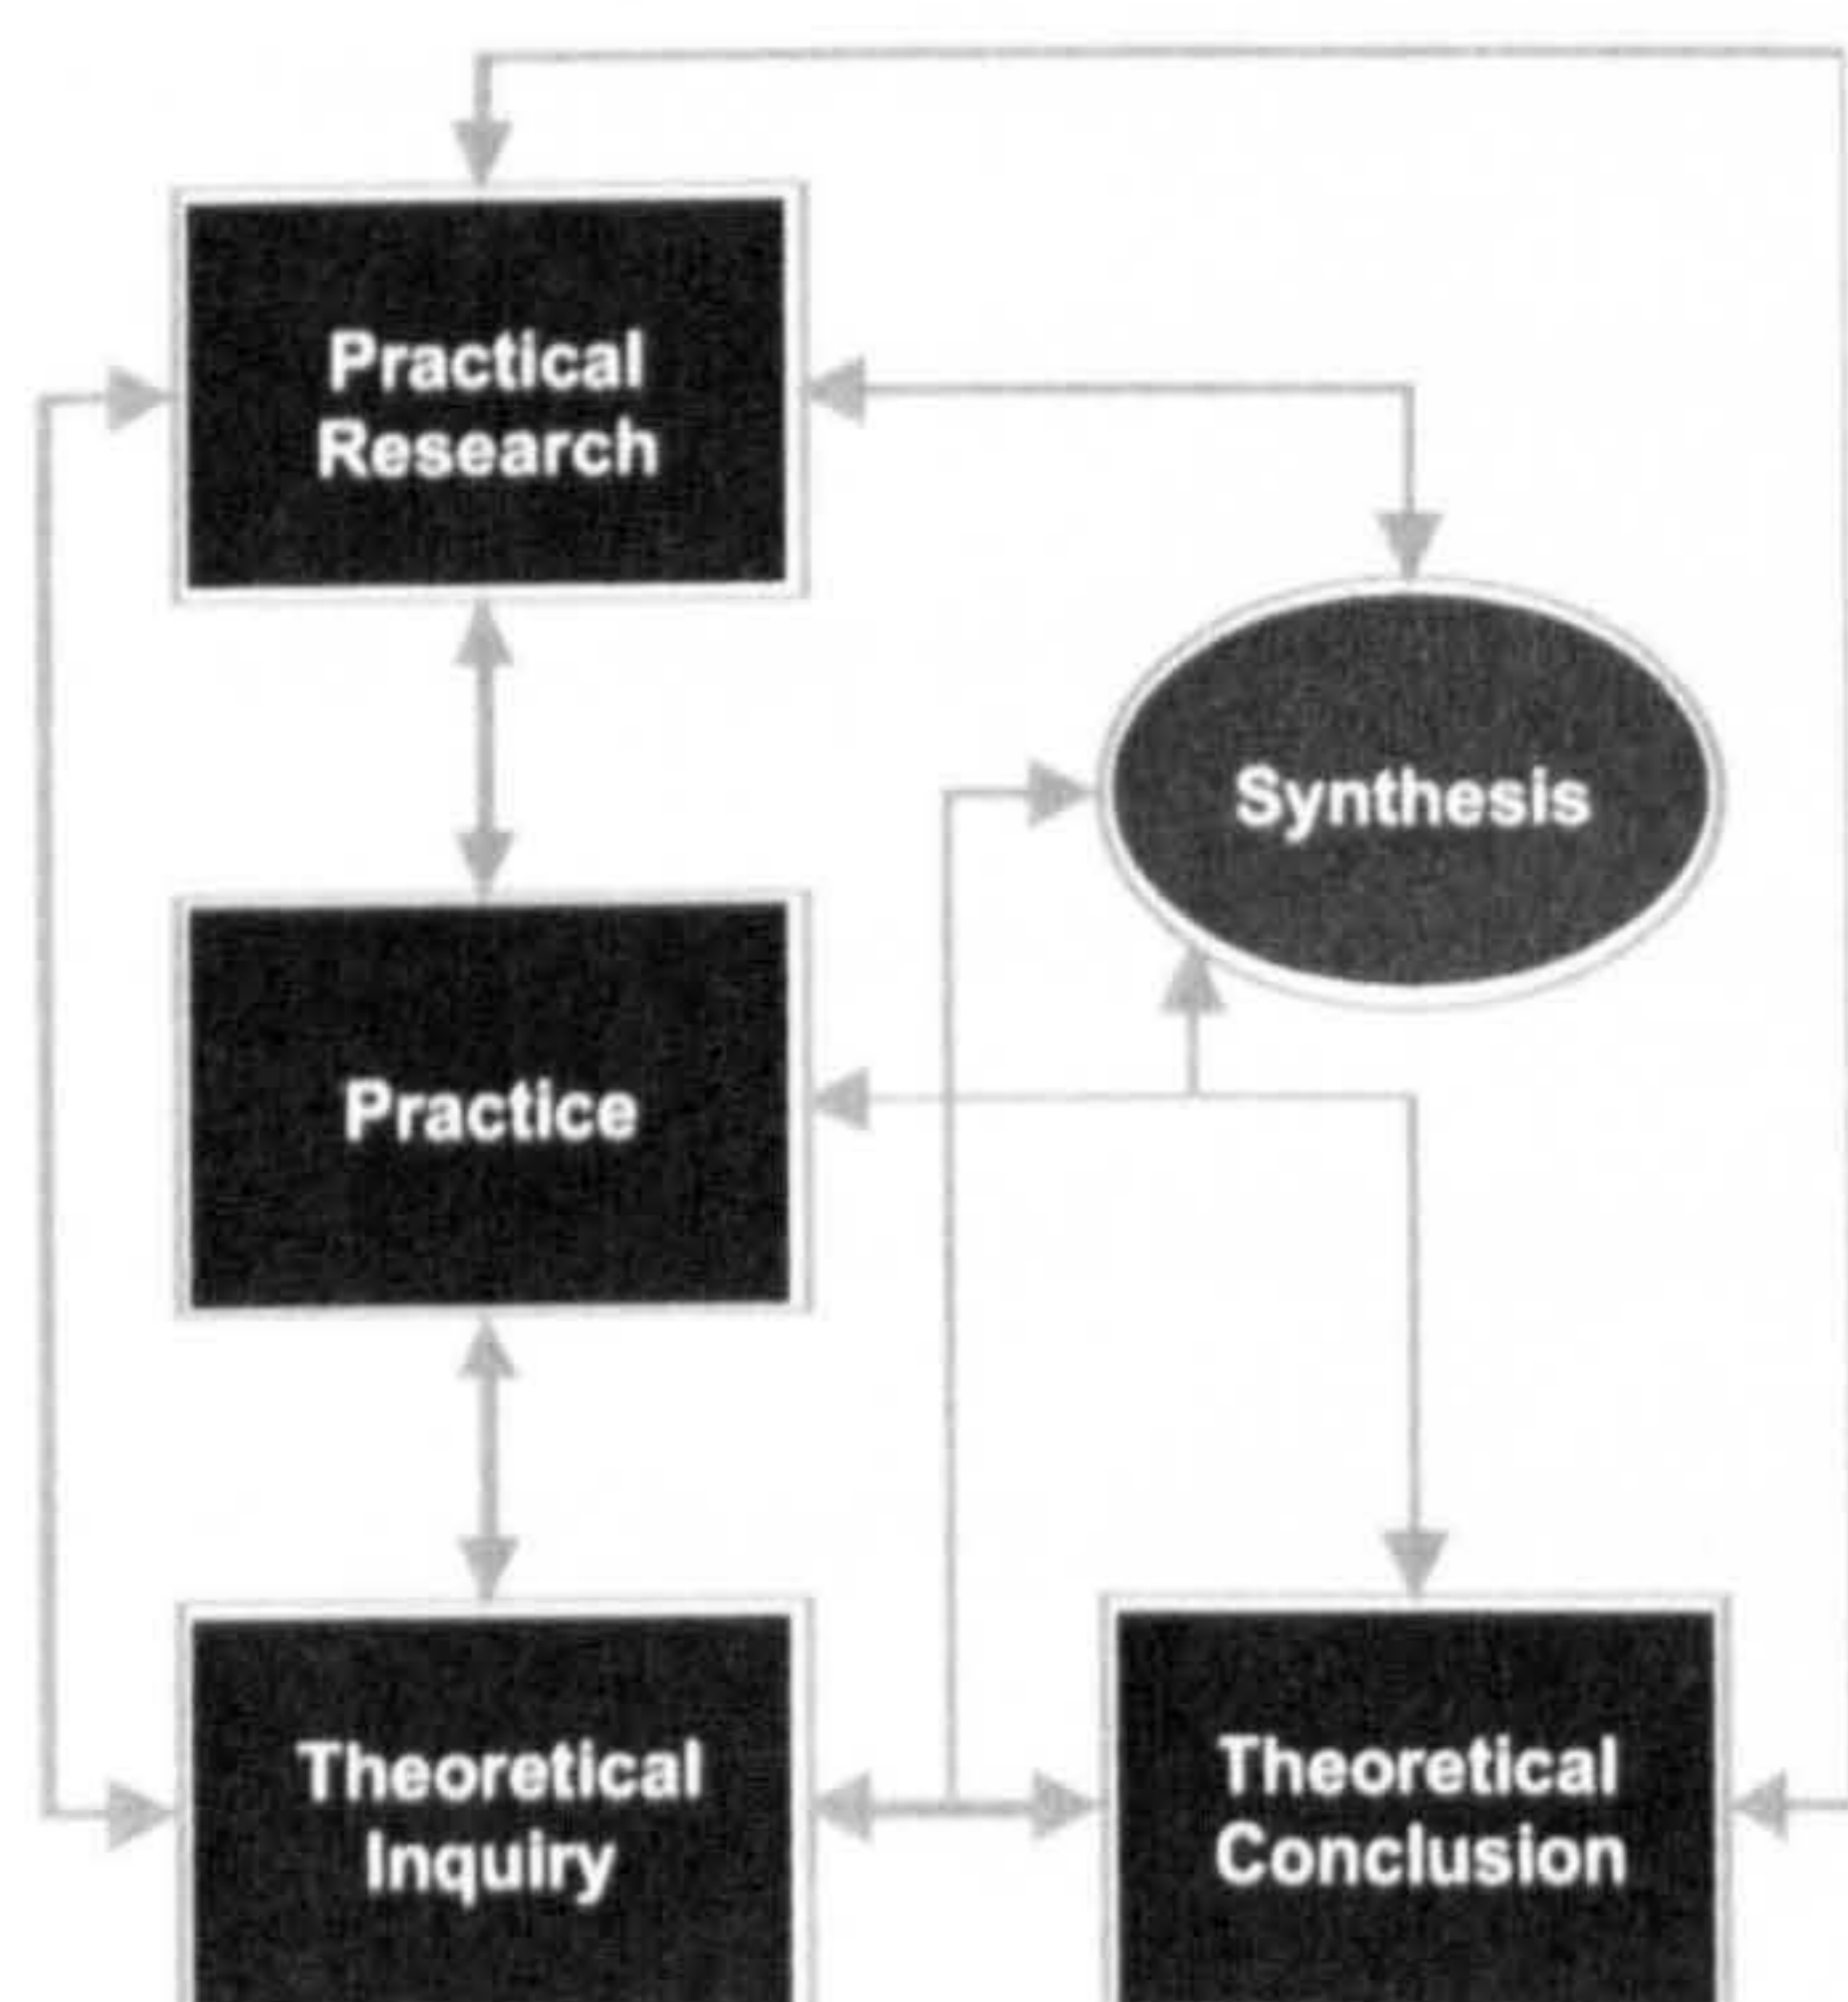 Practical
Research
Synthesis
Practice
Theoretical
Inquiry
Theoretical
Conclusion